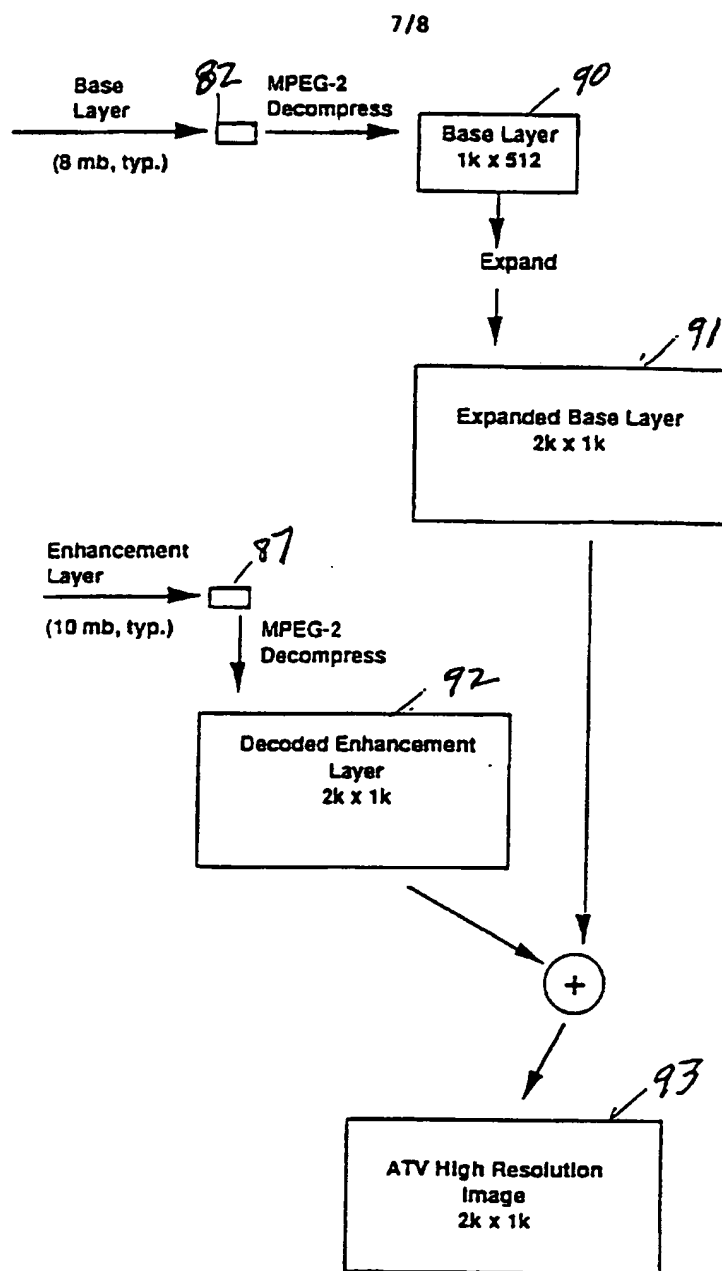 7/8
82
Base
Layer
(8 mb, typ.)
MPEG-2
Decompress
90
Base Layer
1k x 512
Expand
91
Expanded Base Layer
2k x 1k
Enhancement
Layer
(10 mb, typ.)
87
MPEG-2
Decompress
92
Decoded Enhancement
Layer
2k x 1k
+
93
ATV High Resolution
Image
2k x 1k